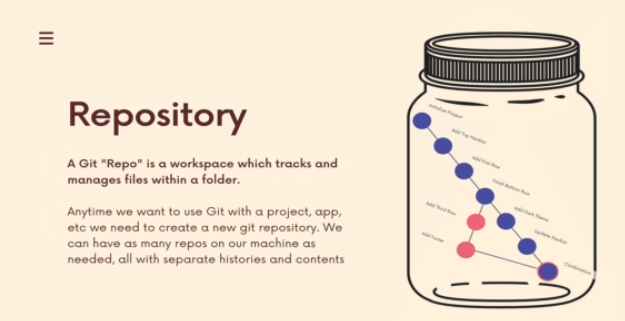 Repository
A Git "Repo" is a workspace which tracks and
manages files within a folder.
Anytime we want to use Git with a project, app,
etc we need to create a new git repository. We
can have as many repos on our machine as
needed, all with separate histories and contents
Initialize Project
Add Top Navbar
Add First Row
Finish Bottom Row
Add Third Row
Add Dark Theme
Add Footer
Update Navbar
Combination